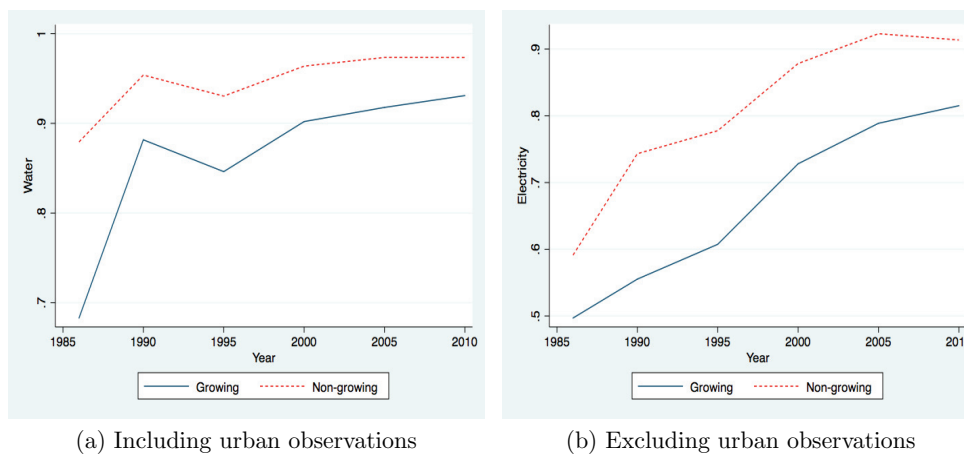 1
.9
.8
.7
Water
1985 1990 1995 2000 2005 2010
Year
Growing Non-growing
(a) Including urban observations
.9
.8
.7
.6
.5
Electricity
1985 1990 1995 2000 2005 201
Year
Growing Non-growing
(b) Excluding urban observations